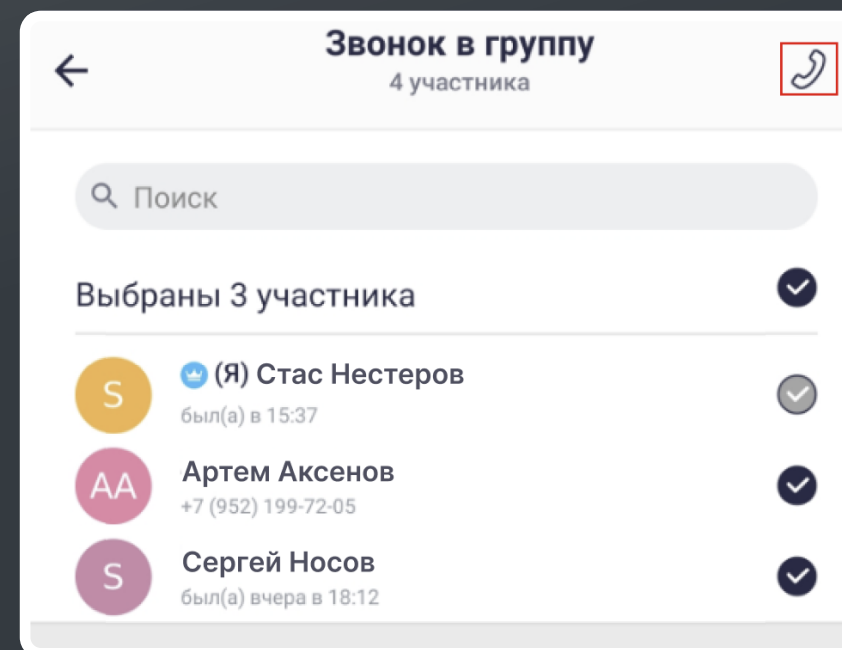 Звонок в группу
4 участника
Поиск
Выбраны 3 участника
S
(Я) Стас Нестеров
был(а) в 15:37
AA
Артем Аксенов
+7 (952) 199-72-05
S
Сергей Носов
был(а) вчера в 18:12